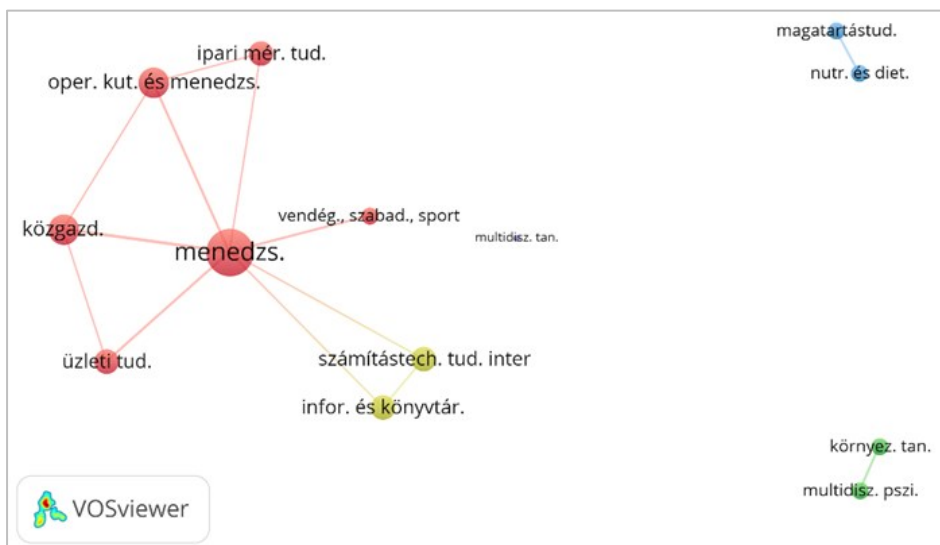 magatartástud.
ipari mér. tud.
oper. kut. és menedzs.
nutr. és diet.
vendég., szabad., sport
közgazd.
multidisz. tan.
menedzs.
számítástech. tud. inter
üzleti tud.
infor. és könyvtár.
környez. tan.
multidisz. pszi.
VOSviewer